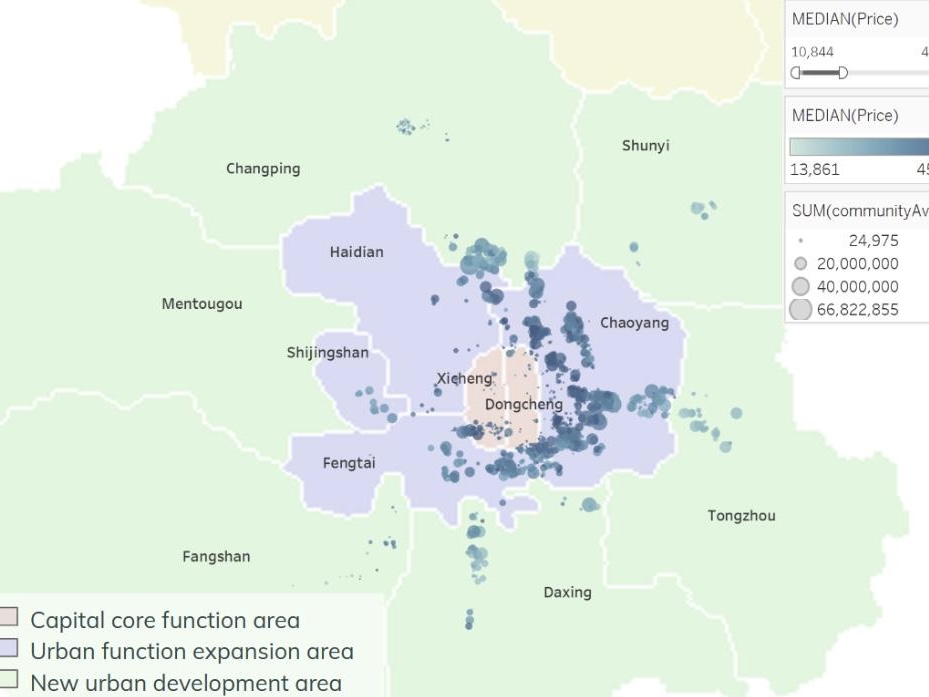 MEDIAN(Price)
10,844
4
MEDIAN(Price)
13,861
45
SUM(communityAv
24,975
20,000,000
40,000,000
66,822,855
Shunyi
Changping
Haidian
Mentougou
Chaoyang
Shijingshan
Xicheng
Dongcheng
Fengtai
Tongzhou
Fangshan
Daxing
Capital core function area
Urban function expansion area
New urban development area